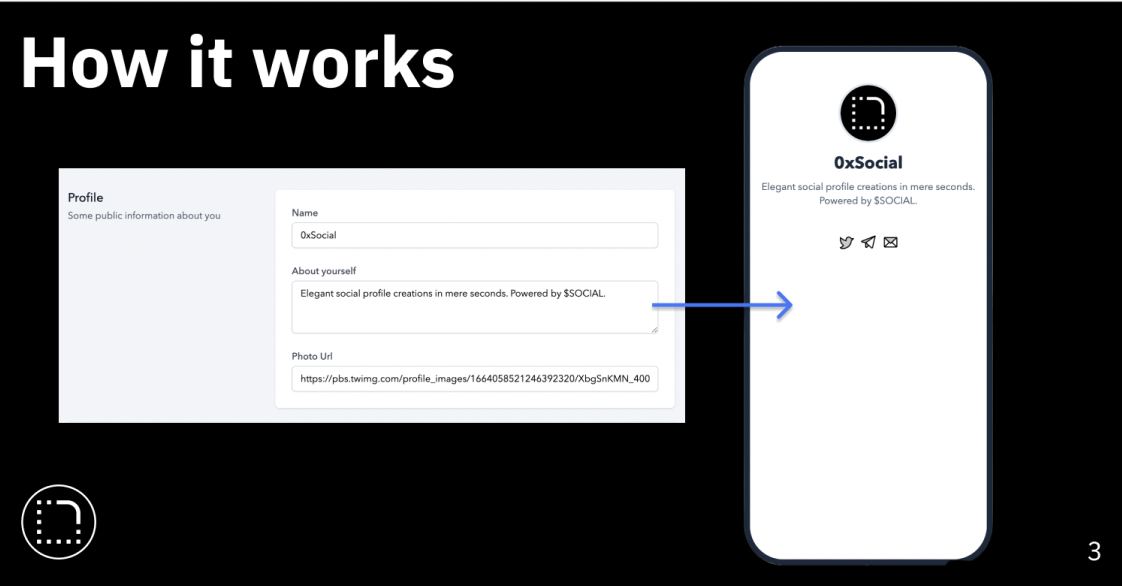 How it works
Profile
Some public information about you
Name
0xSocial
About yourself
Elegant social profile creations in mere seconds. Powered by $SOCIAL.
Photo Url
https://pbs.twimg.com/profile_images/1664058521246392320/XbgSnKMN_400
0xSocial
Elegant social profile creations in mere seconds.
Powered by $SOCIAL.
3